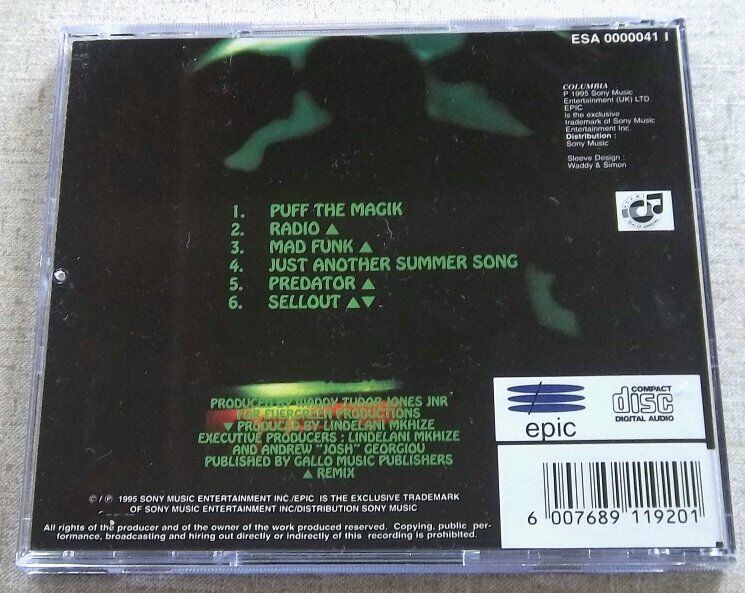 ESA 0000041 I
COLUMBIA
P 1995 Sony Music
Entertainment (UK) LTD.
EPIC
is the exclusive
trademark of Sony Music
Entertainment Inc.
Distribution :
Sony Music
Sleeve Design :
Waddy & Simon
1. PUFF THE MAGIK
2. RADIO ▲
3. MAD FUNK ▲
4. JUST ANOTHER SUMMER SONG
5. PREDATOR ▲
6. SELLOUT ▲▼
PRODUCED BY WADDY TUDOR JONES JNR
FOR EVERGREEN PRODUCTIONS
▼ PRODUCED BY LINDELANI MKHIZE
EXECUTIVE PRODUCERS : LINDELANI MKHIZE
AND ANDREW "JOSH" GEORGIOU
PUBLISHED BY GALLO MUSIC PUBLISHERS
▲ REMIX
epic
COMPACT
disc
DIGITAL AUDIO
© / ℗ 1995 SONY MUSIC ENTERTAINMENT INC./EPIC IS THE EXCLUSIVE TRADEMARK
OF SONY MUSIC ENTERTAINMENT INC/DISTRIBUTION SONY MUSIC
All rights of the producer and of the owner of the work produced reserved. Copying, public per-
formance, broadcasting and hiring out directly or indirectly of this recording is prohibited.
6 007689 119201